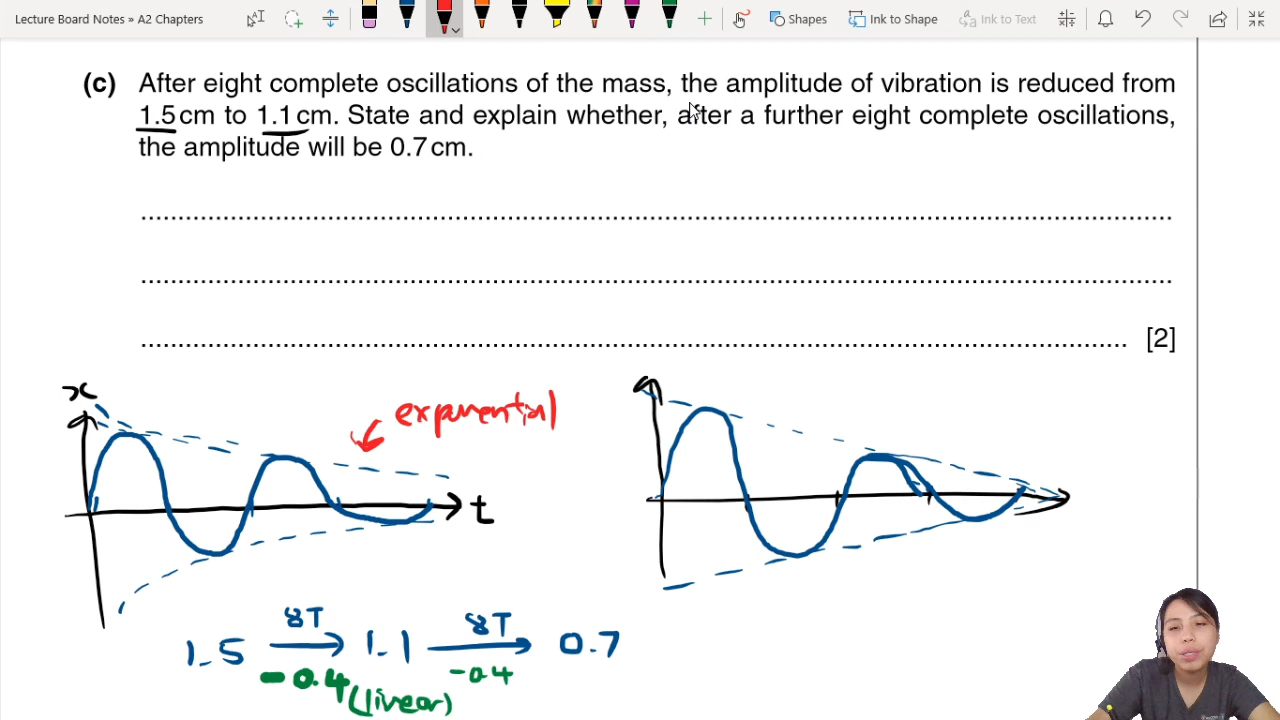 Lecture Board Notes » A2 Chapters
Shapes
Ink to Shape
Ink to Text
(c) After eight complete oscillations of the mass, the amplitude of vibration is reduced from
1.5 cm to 1.1 cm. State and explain whether, after a further eight complete oscillations,
the amplitude will be 0.7 cm.
[2]
x
exponential
t
8T 8T
1.5 1.1 0.7
-0.4 (linear) -0.4